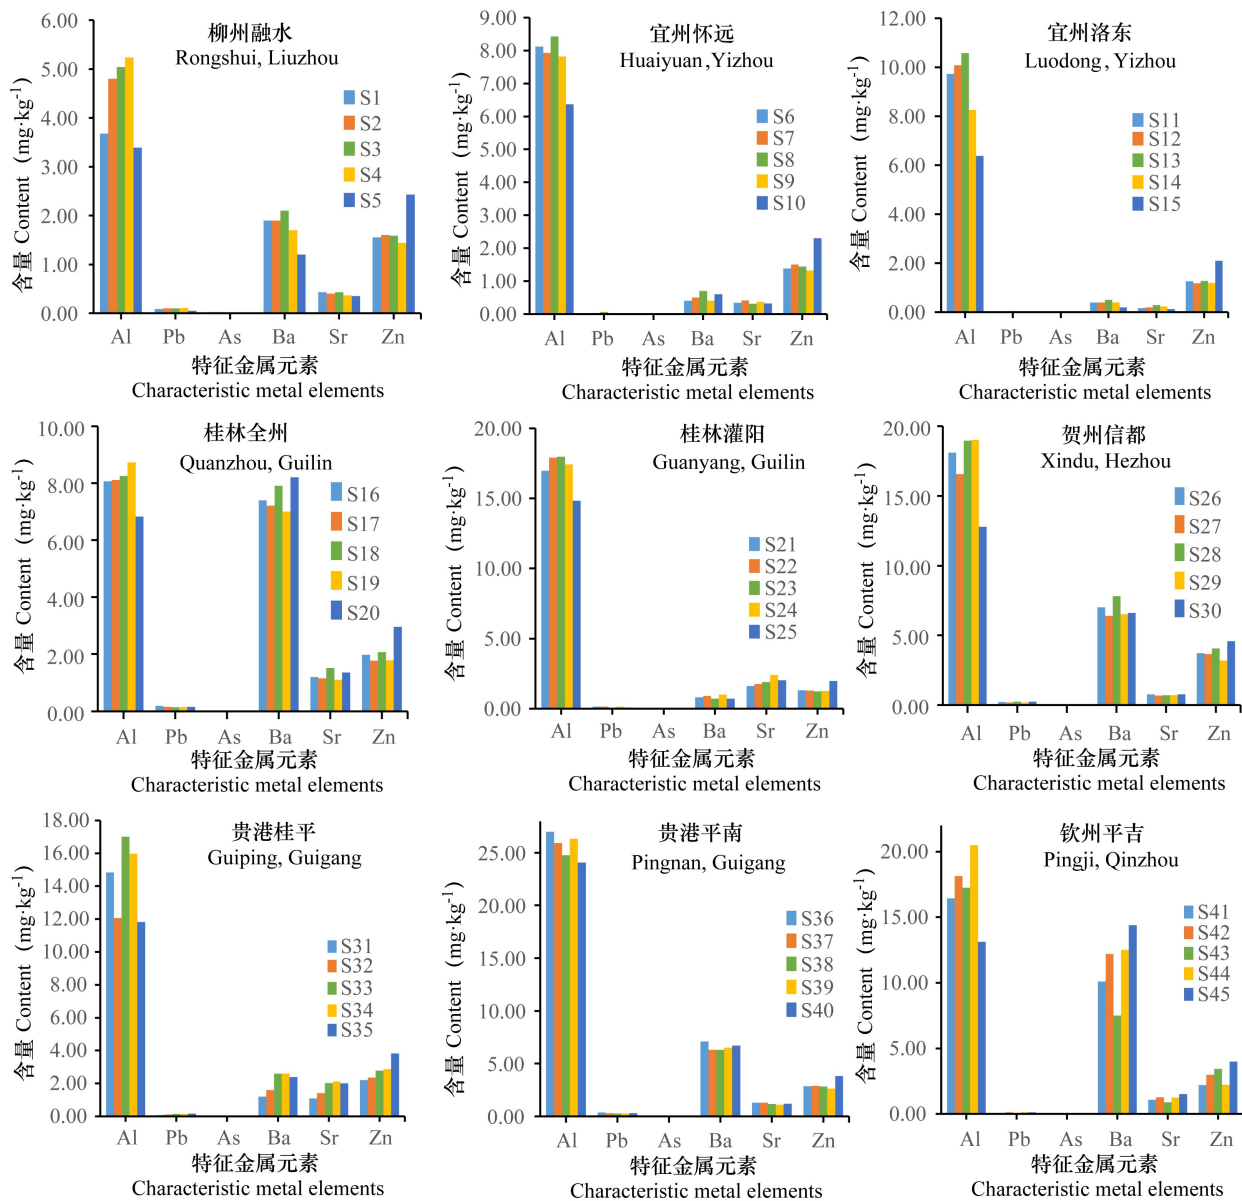 柳州融水
Rongshui, Liuzhou
含量 Content (mg·kg⁻¹)
6.00
5.00
4.00
3.00
2.00
1.00
0.00
S1
S2
S3
S4
S5
Al Pb As Ba Sr Zn
特征金属元素
Characteristic metal elements
宜州怀远
Huaiyuan,Yizhou
含量 Content (mg·kg⁻¹)
9.00
8.00
7.00
6.00
5.00
4.00
3.00
2.00
1.00
0.00
S6
S7
S8
S9
S10
Al Pb As Ba Sr Zn
特征金属元素
Characteristic metal elements
宜州洛东
Luodong, Yizhou
含量 Content (mg·kg⁻¹)
12.00
10.00
8.00
6.00
4.00
2.00
0.00
S11
S12
S13
S14
S15
Al Pb As Ba Sr Zn
特征金属元素
Characteristic metal elements
桂林全州
Quanzhou, Guilin
含量 Content (mg·kg⁻¹)
10.00
8.00
6.00
4.00
2.00
0.00
S16
S17
S18
S19
S20
Al Pb As Ba Sr Zn
特征金属元素
Characteristic metal elements
桂林灌阳
Guanyang, Guilin
含量 Content (mg·kg⁻¹)
20.00
15.00
10.00
5.00
0.00
S21
S22
S23
S24
S25
Al Pb As Ba Sr Zn
特征金属元素
Characteristic metal elements
贺州信都
Xindu, Hezhou
含量 Content (mg·kg⁻¹)
20.00
15.00
10.00
5.00
0.00
S26
S27
S28
S29
S30
Al Pb As Ba Sr Zn
特征金属元素
Characteristic metal elements
贵港桂平
Guiping, Guigang
含量 Content (mg·kg⁻¹)
18.00
16.00
14.00
12.00
10.00
8.00
6.00
4.00
2.00
0.00
S31
S32
S33
S34
S35
Al Pb As Ba Sr Zn
特征金属元素
Characteristic metal elements
贵港平南
Pingnan, Guigang
含量 Content (mg·kg⁻¹)
25.00
20.00
15.00
10.00
5.00
0.00
S36
S37
S38
S39
S40
Al Pb As Ba Sr Zn
特征金属元素
Characteristic metal elements
钦州平吉
Pingji, Qinzhou
含量 Content (mg·kg⁻¹)
20.00
15.00
10.00
5.00
0.00
S41
S42
S43
S44
S45
Al Pb As Ba Sr Zn
特征金属元素
Characteristic metal elements